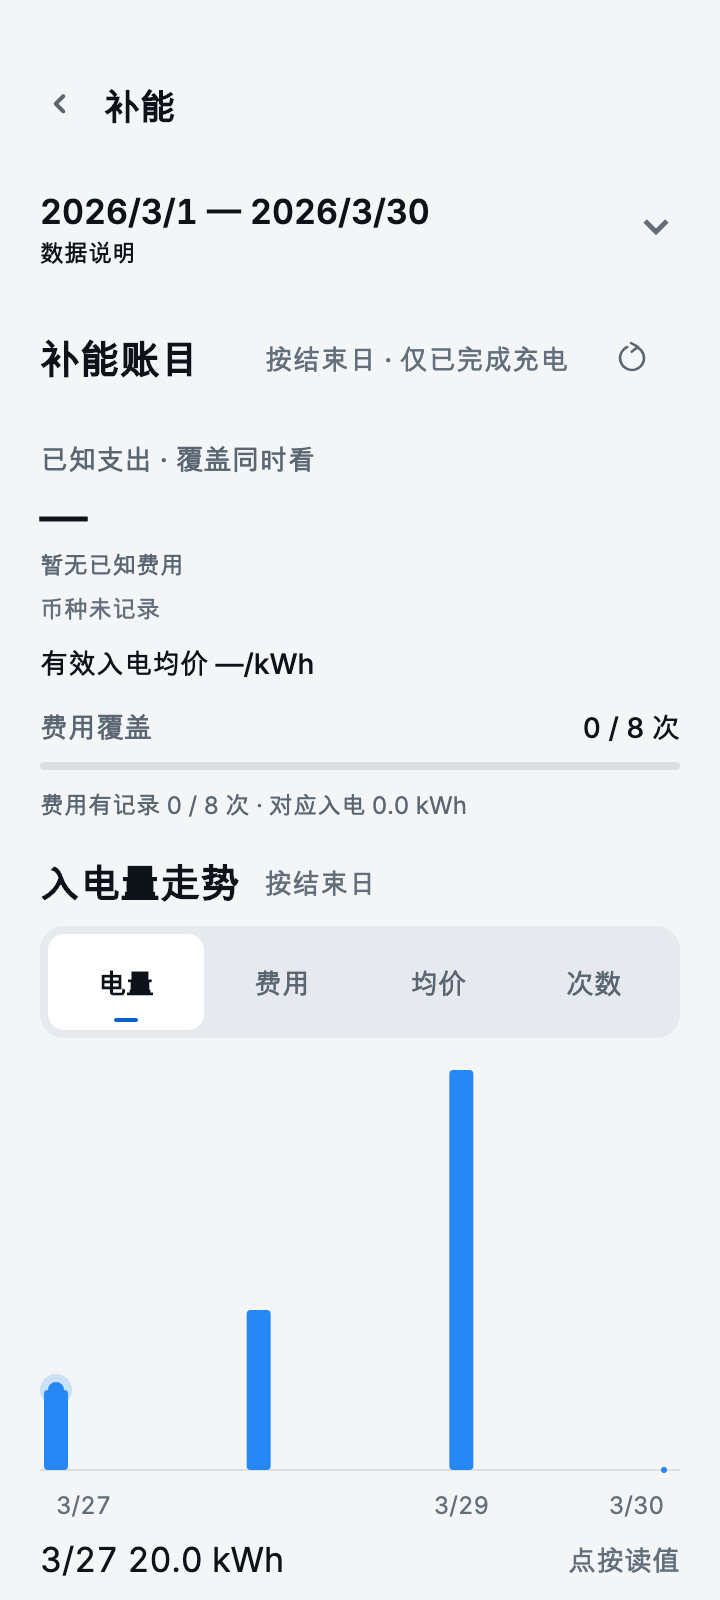 补能
2026/3/1 — 2026/3/30
数据说明
补能账目 按结束日 · 仅已完成充电
已知支出 · 覆盖同时看
—
暂无已知费用
币种未记录
有效入电均价 —/kWh
费用覆盖 0 / 8 次
费用有记录 0 / 8 次 · 对应入电 0.0 kWh
入电量走势 按结束日
电量 费用 均价 次数
3/27 3/29 3/30
3/27 20.0 kWh 点按读值